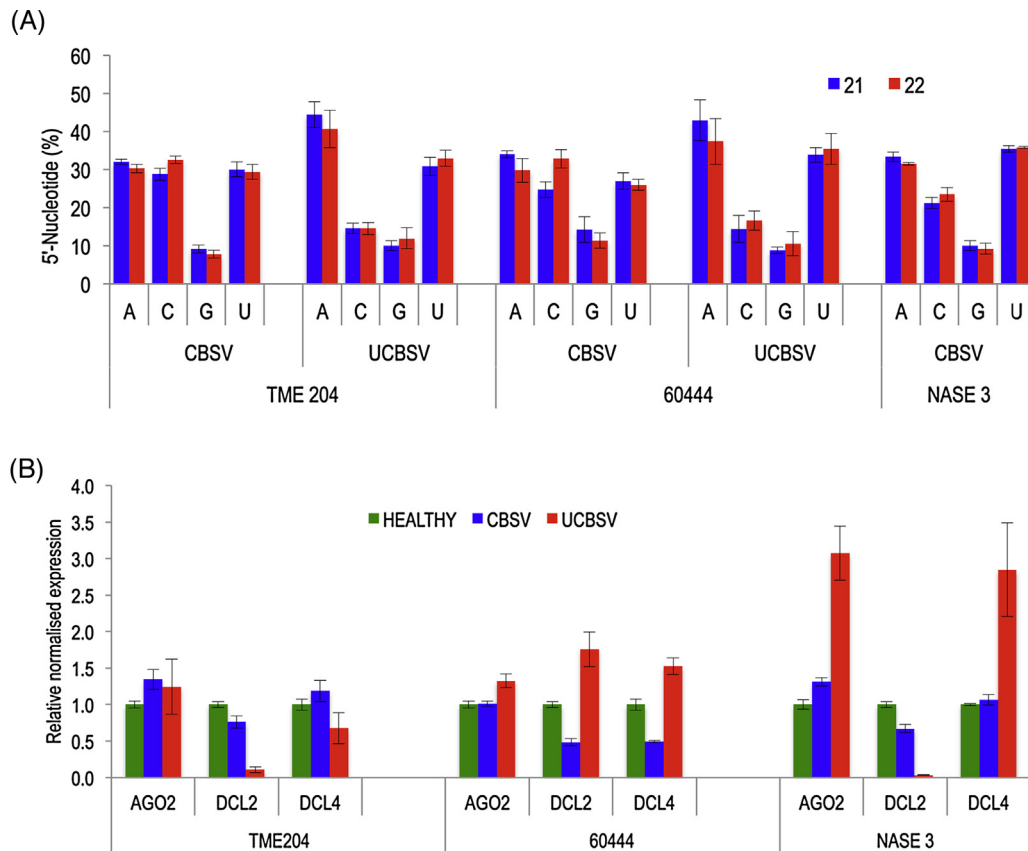 (A)
5'-Nucleotide (%)
60
50
40
30
20
10
0
21 22
A C G U A C G U A C G U A C G U A C G U
CBSV UCBSV CBSV UCBSV CBSV
TME 204 60444 NASE 3
(B)
Relative normalised expression
4.0
3.5
3.0
2.5
2.0
1.5
1.0
0.5
0.0
HEALTHY CBSV UCBSV
AGO2 DCL2 DCL4 AGO2 DCL2 DCL4 AGO2 DCL2 DCL4
TME204 60444 NASE 3